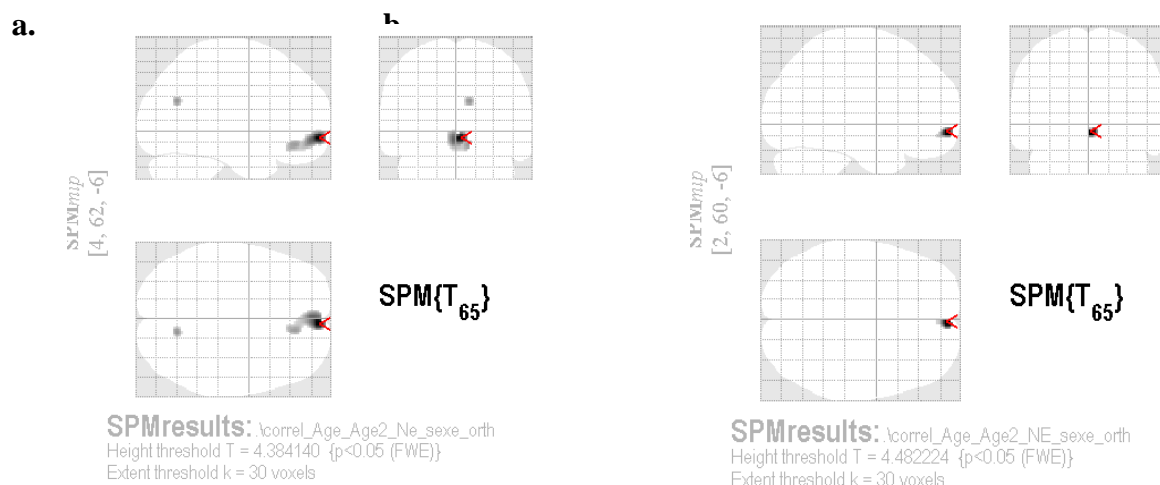 a.
b
SPMmip
[4, 62, -6]
SPM{T65}
SPMresults: .\correl_Age_Age2_Ne_sexe_orth
Height threshold T = 4.384140 {p<0.05 (FWE)}
Extent threshold k = 30 voxels
SPMmip
[2, 60, -6]
SPM{T65}
SPMresults: .\correl_Age_Age2_NE_sexe_orth
Height threshold T = 4.482224 {p<0.05 (FWE)}
Extent threshold k = 30 voxels